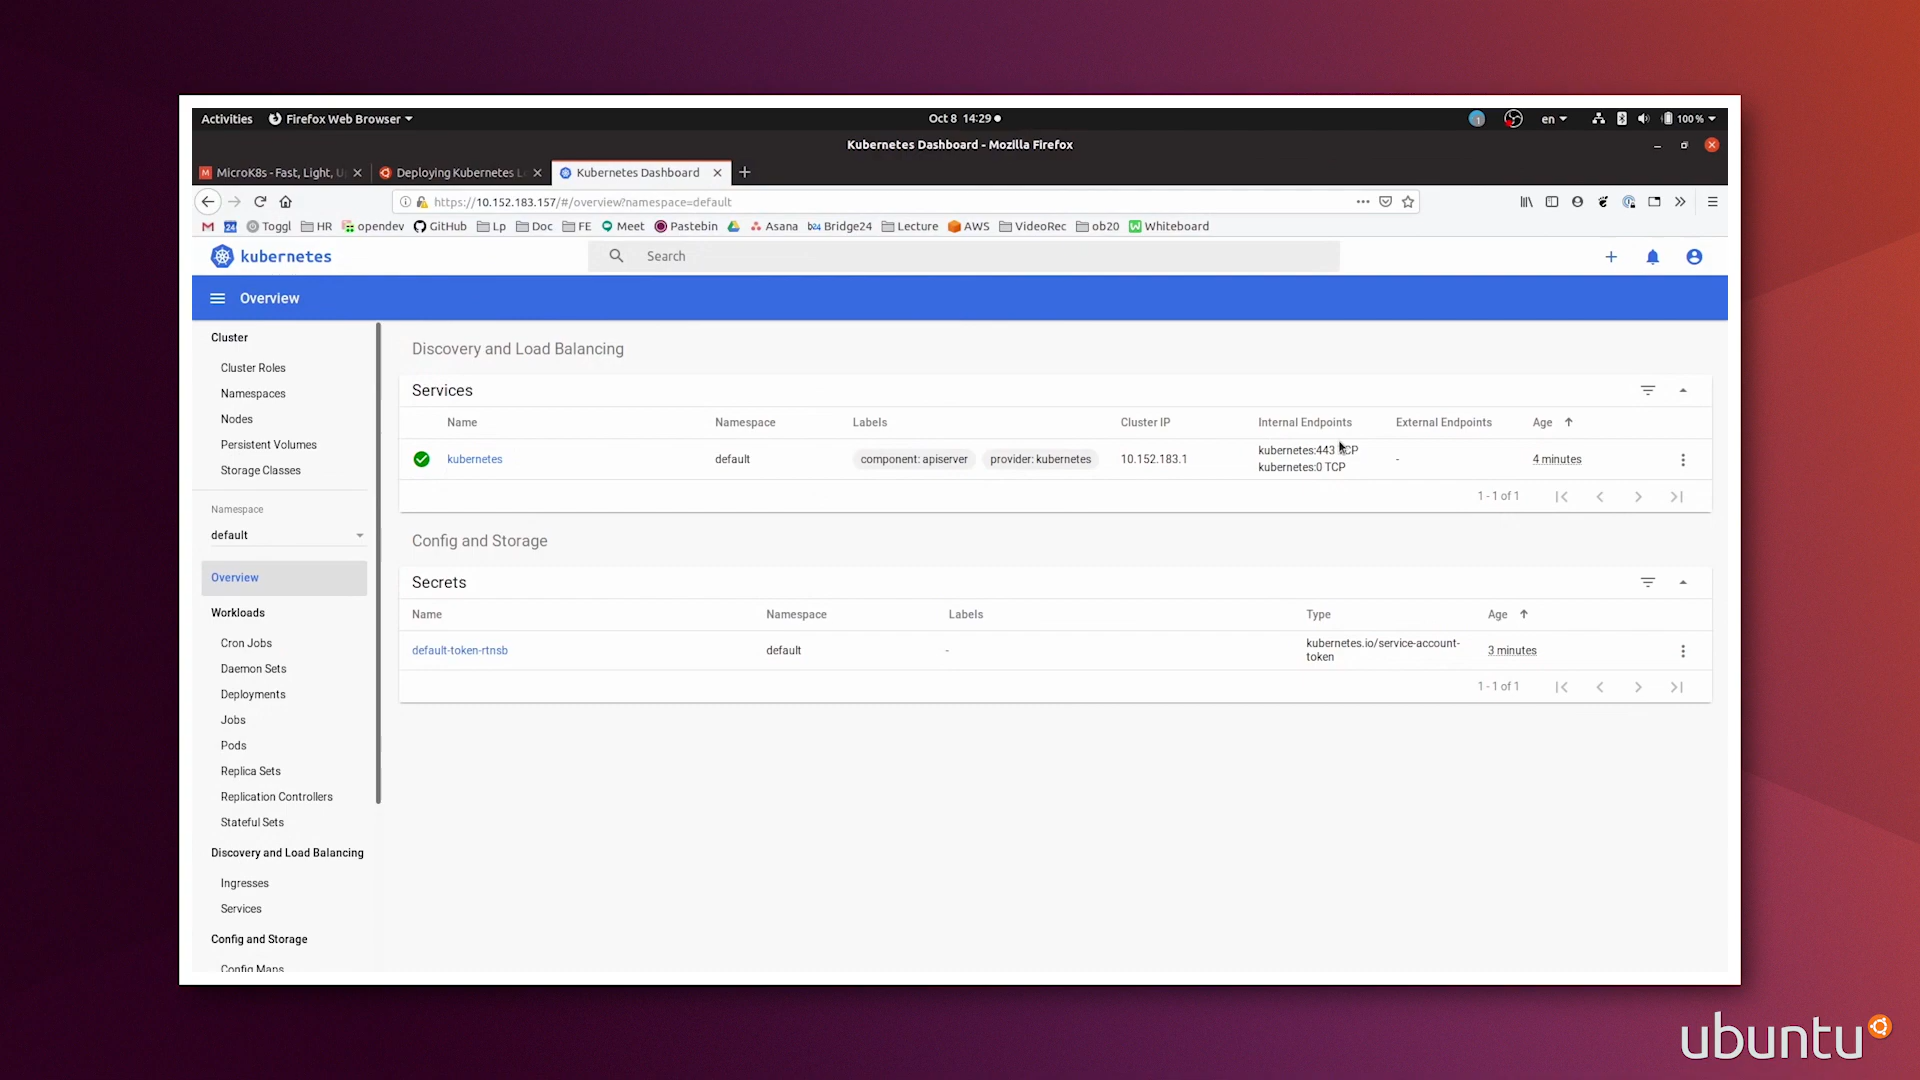 Activities Firefox Web Browser Oct 8 14:29 1 en 100 %
Kubernetes Dashboard - Mozilla Firefox
MicroK8s - Fast, Light, U Deploying Kubernetes L Kubernetes Dashboard
https://10.152.183.157/#/overview?namespace=default
24 Toggl HR opendev GitHub Lp Doc FE Meet Pastebin Asana b24 Bridge24 Lecture AWS VideoRec ob20 Whiteboard
kubernetes Search
Overview
Cluster
Cluster Roles
Namespaces
Nodes
Persistent Volumes
Storage Classes
Namespace
default
Overview
Workloads
Cron Jobs
Daemon Sets
Deployments
Jobs
Pods
Replica Sets
Replication Controllers
Stateful Sets
Discovery and Load Balancing
Ingresses
Services
Config and Storage
Config Maps
Discovery and Load Balancing
Services
Name Namespace Labels Cluster IP Internal Endpoints External Endpoints Age
kubernetes default component: apiserver provider: kubernetes 10.152.183.1 kubernetes:443 TCP - 4 minutes
kubernetes:0 TCP
1 - 1 of 1
Config and Storage
Secrets
Name Namespace Labels Type Age
default-token-rtnsb default - kubernetes.io/service-account- 3 minutes
token
1 - 1 of 1
ubuntu